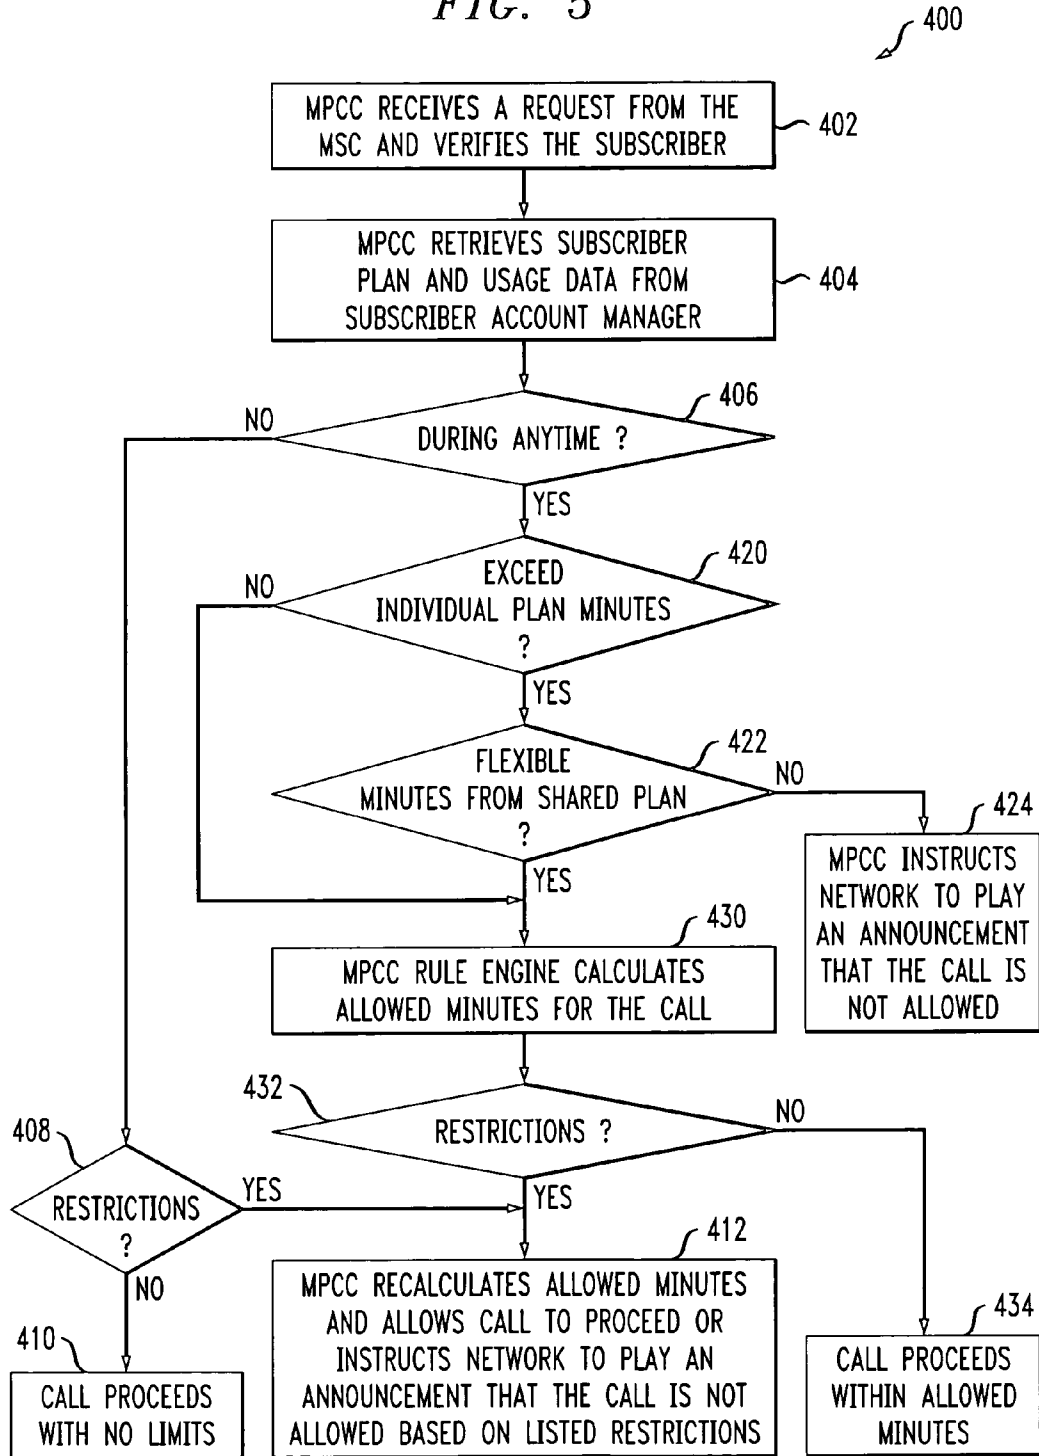 FIG. 5
400
MPCC RECEIVES A REQUEST FROM THE
MSC AND VERIFIES THE SUBSCRIBER
402
MPCC RETRIEVES SUBSCRIBER
PLAN AND USAGE DATA FROM
SUBSCRIBER ACCOUNT MANAGER
404
406
NO
DURING ANYTIME ?
YES
420
NO
EXCEED
INDIVIDUAL PLAN MINUTES
?
YES
422
FLEXIBLE
MINUTES FROM SHARED PLAN
?
NO
YES
424
MPCC INSTRUCTS
NETWORK TO PLAY
AN ANNOUNCEMENT
THAT THE CALL IS
NOT ALLOWED
430
MPCC RULE ENGINE CALCULATES
ALLOWED MINUTES FOR THE CALL
432
RESTRICTIONS ?
NO
YES
408
RESTRICTIONS
?
YES
NO
412
MPCC RECALCULATES ALLOWED MINUTES
AND ALLOWS CALL TO PROCEED OR
INSTRUCTS NETWORK TO PLAY AN
ANNOUNCEMENT THAT THE CALL IS NOT
ALLOWED BASED ON LISTED RESTRICTIONS
410
CALL PROCEEDS
WITH NO LIMITS
434
CALL PROCEEDS
WITHIN ALLOWED
MINUTES